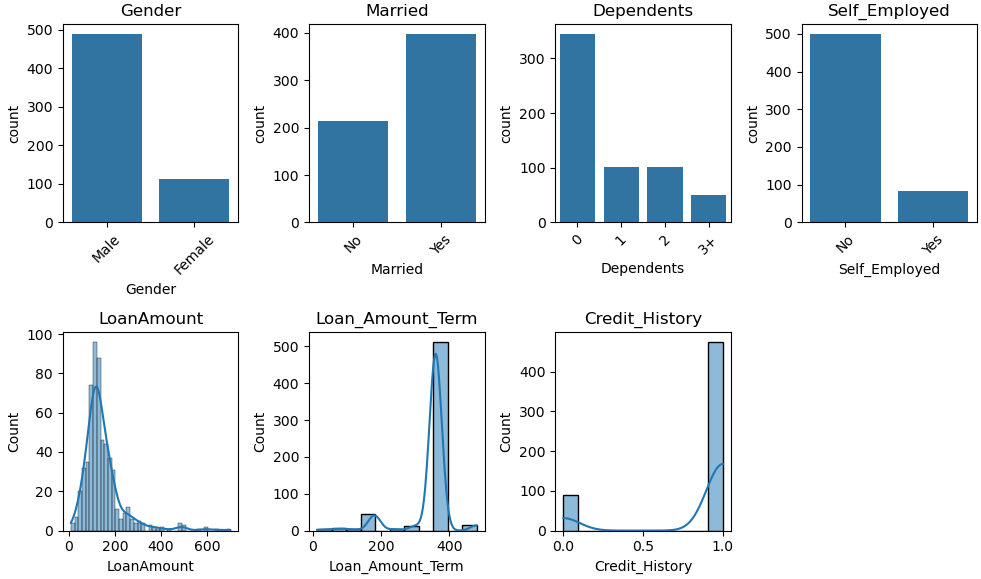 Gender
500
400
300
200
100
0
count
Male
Female
Gender
Married
400
300
200
100
0
count
No
Yes
Married
Dependents
300
200
100
0
count
0
1
2
3+
Dependents
Self_Employed
500
400
300
200
100
0
count
No
Yes
Self_Employed
LoanAmount
100
80
60
40
20
0
Count
0
200
400
600
LoanAmount
Loan_Amount_Term
500
400
300
200
100
0
Count
0
200
400
Loan_Amount_Term
Credit_History
400
300
200
100
0
Count
0.0
0.5
1.0
Credit_History